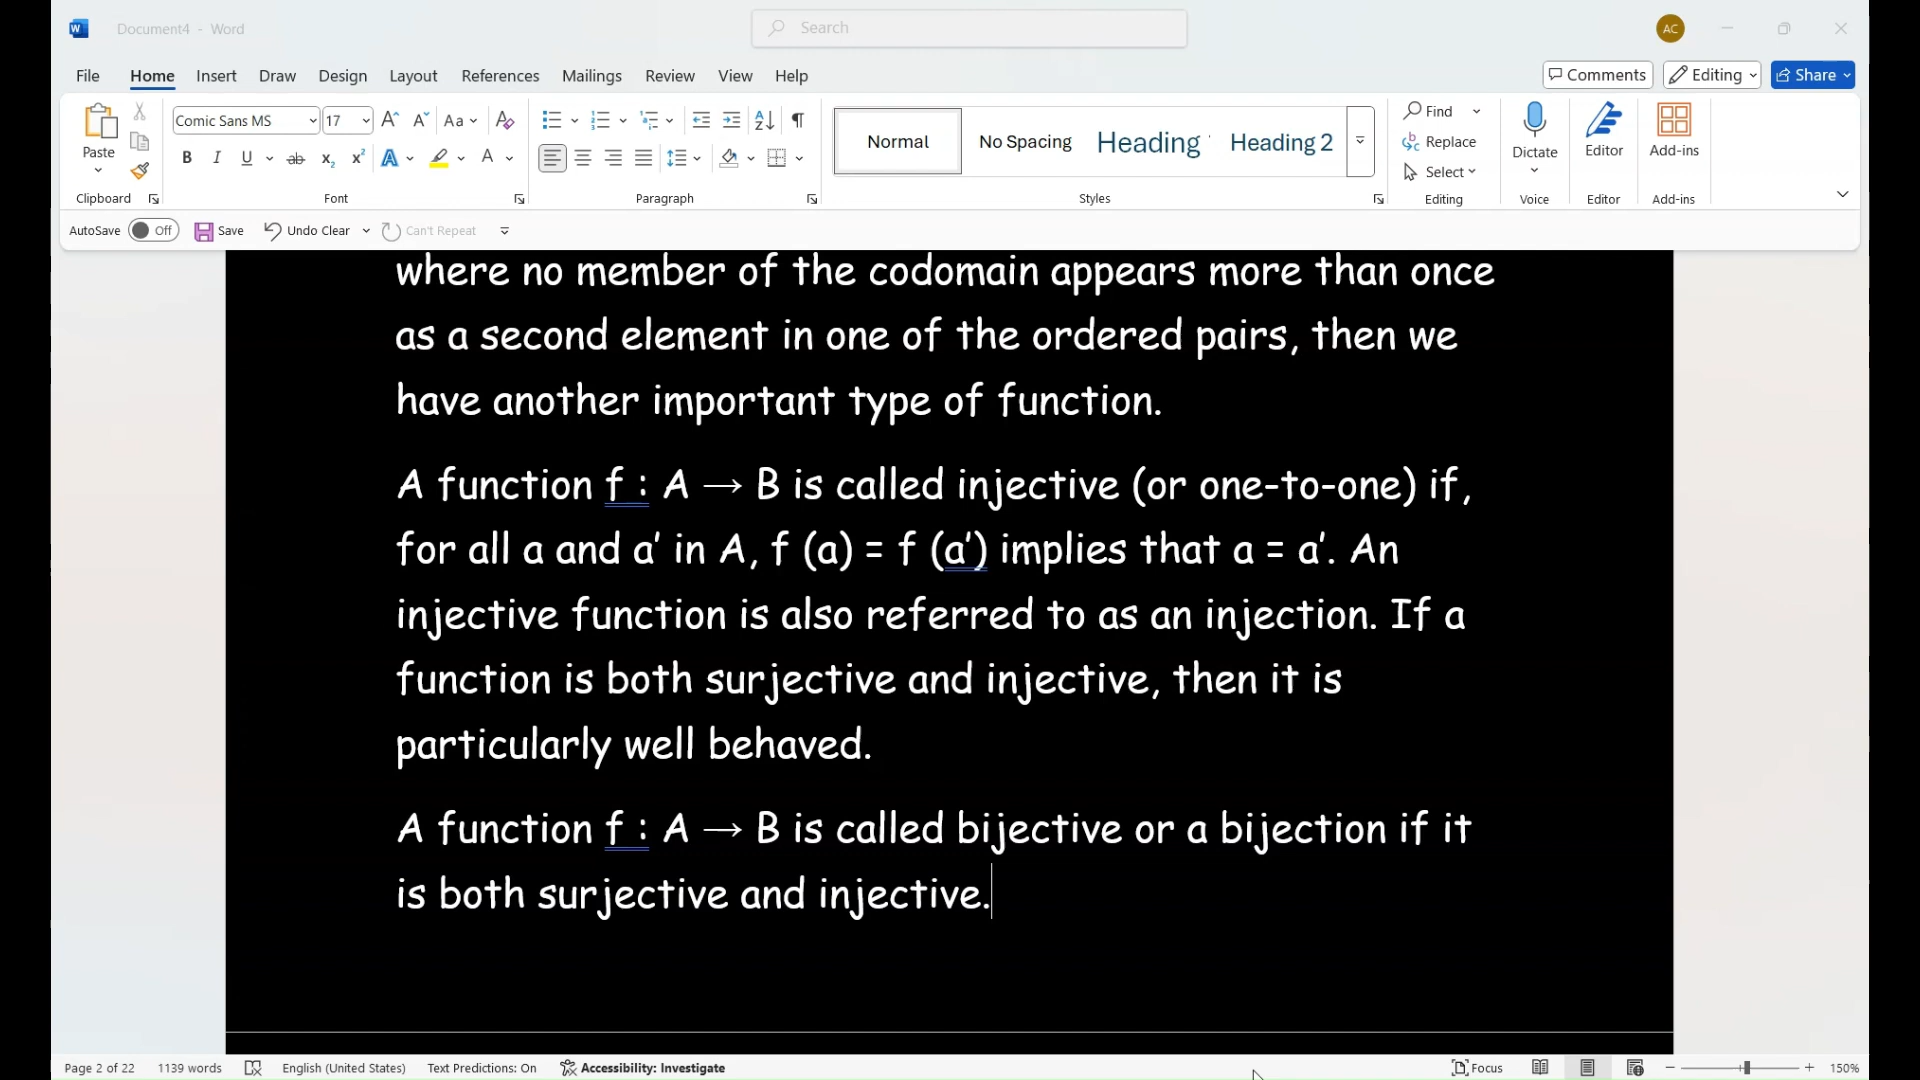 Document4 - Word
Search
AC
File Home Insert Draw Design Layout References Mailings Review View Help
Comments Editing Share
Comic Sans MS 17 Aa
Normal No Spacing Heading Heading 2
Find
Replace
Select
Paste
Dictate
Editor
Add-ins
Clipboard Font Paragraph Styles Editing Voice Editor Add-ins
AutoSave Off Save Undo Clear Can't Repeat
where no member of the codomain appears more than once
as a second element in one of the ordered pairs, then we
have another important type of function.
A function f : A → B is called injective (or one-to-one) if,
for all a and a′ in A, f (a) = f (a′) implies that a = a′. An
injective function is also referred to as an injection. If a
function is both surjective and injective, then it is
particularly well behaved.
A function f : A → B is called bijective or a bijection if it
is both surjective and injective.
Page 2 of 22 1139 words English (United States) Text Predictions: On Accessibility: Investigate Focus 150%